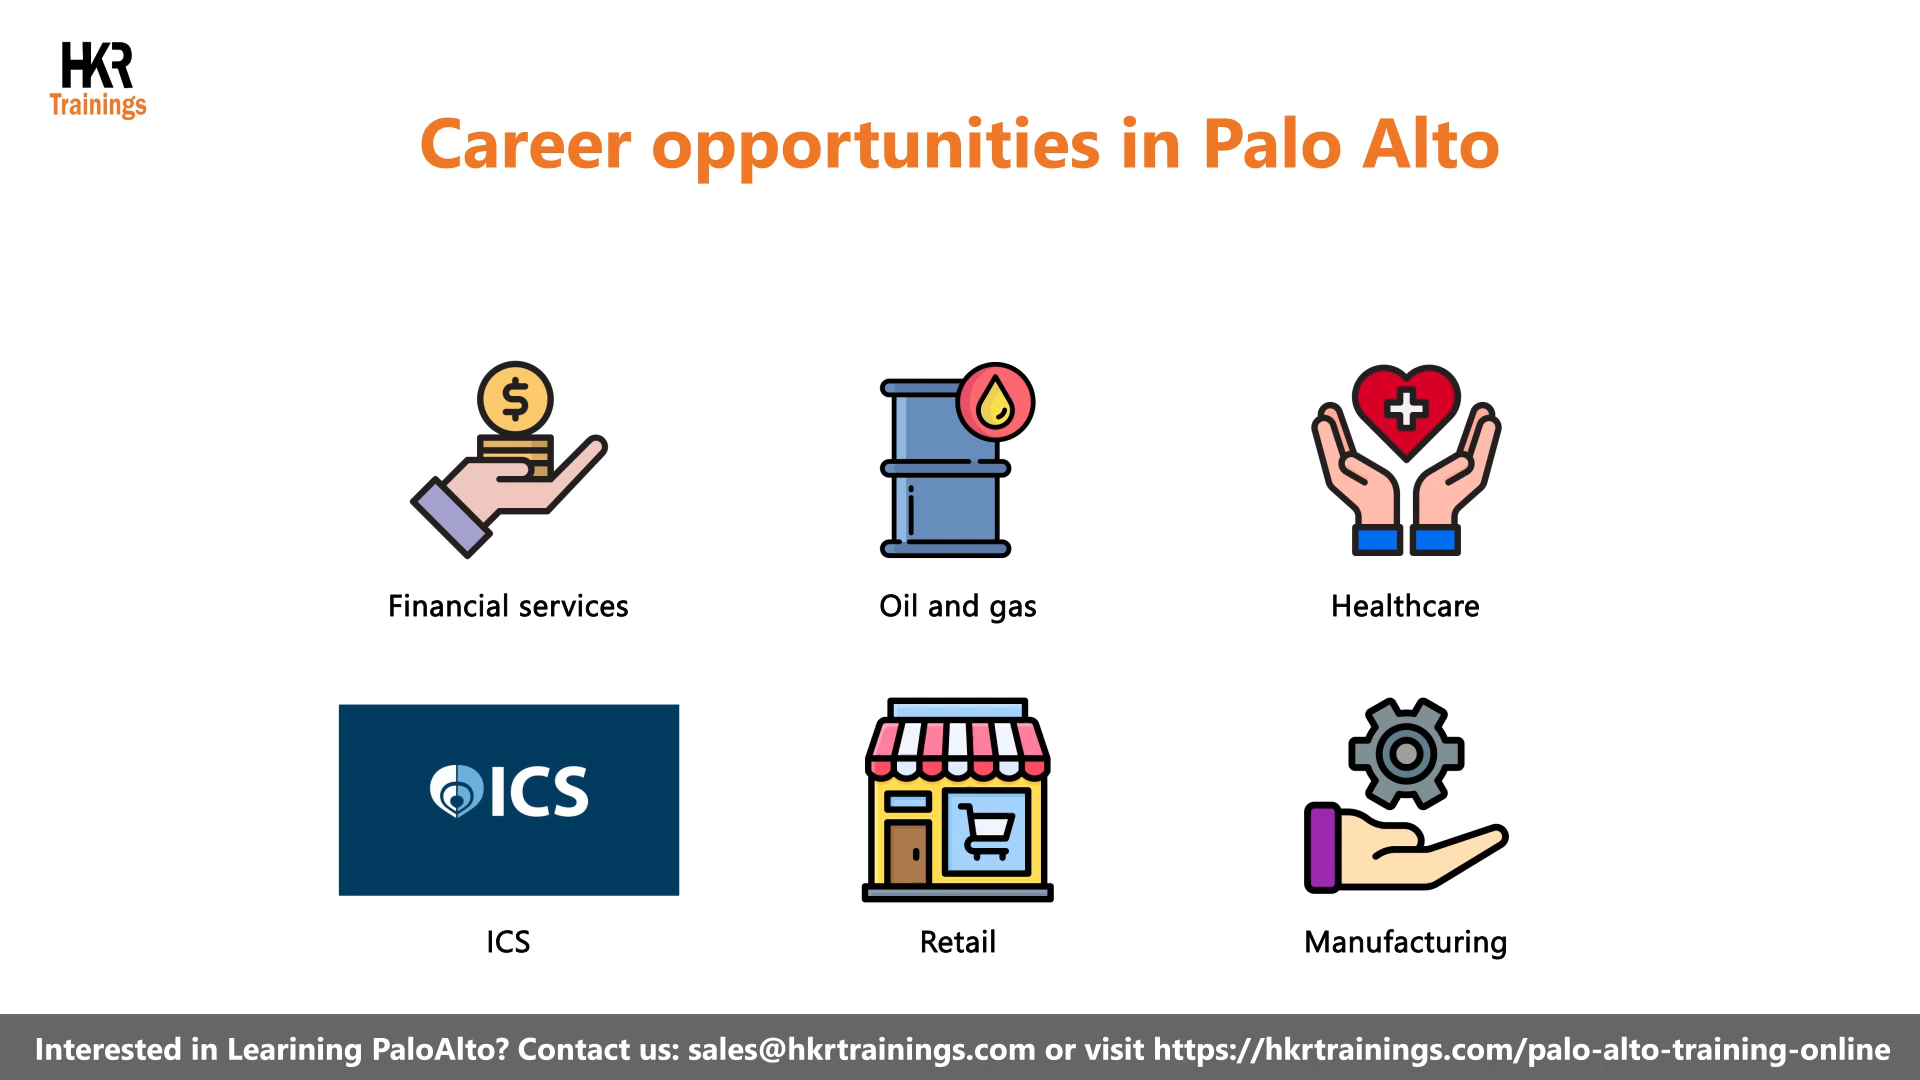 HKR
Trainings
Career opportunities in Palo Alto
$
Financial services
Oil and gas
Healthcare
ICS
ICS
Retail
Manufacturing
Interested in Learining PaloAlto? Contact us: sales@hkrtrainings.com or visit https://hkrtrainings.com/palo-alto-training-online